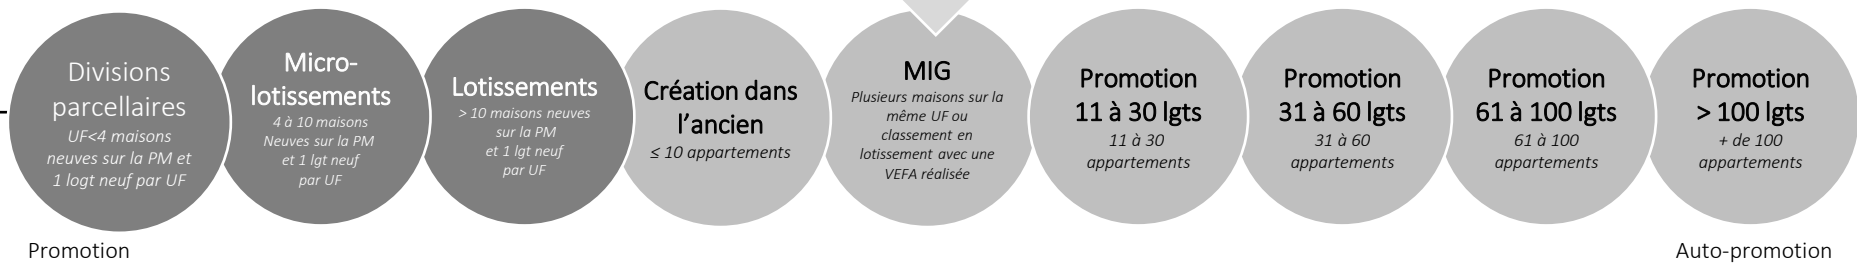 Divisions
parcellaires
UF<4 maisons
neuves sur la PM et
1 logt neuf par UF
Micro-
lotissements
4 à 10 maisons
Neuves sur la PM
et 1 lgt neuf
par UF
Lotissements
> 10 maisons neuves
sur la PM
et 1 lgt neuf
par UF
Création dans
l'ancien
≤ 10 appartements
MIG
Plusieurs maisons sur la
même UF ou
classement en
lotissement avec une
VEFA réalisée
Promotion
11 à 30 lgts
11 à 30
appartements
Promotion
31 à 60 lgts
31 à 60
appartements
Promotion
61 à 100 lgts
61 à 100
appartements
Promotion
> 100 lgts
+ de 100
appartements
Promotion
Auto-promotion